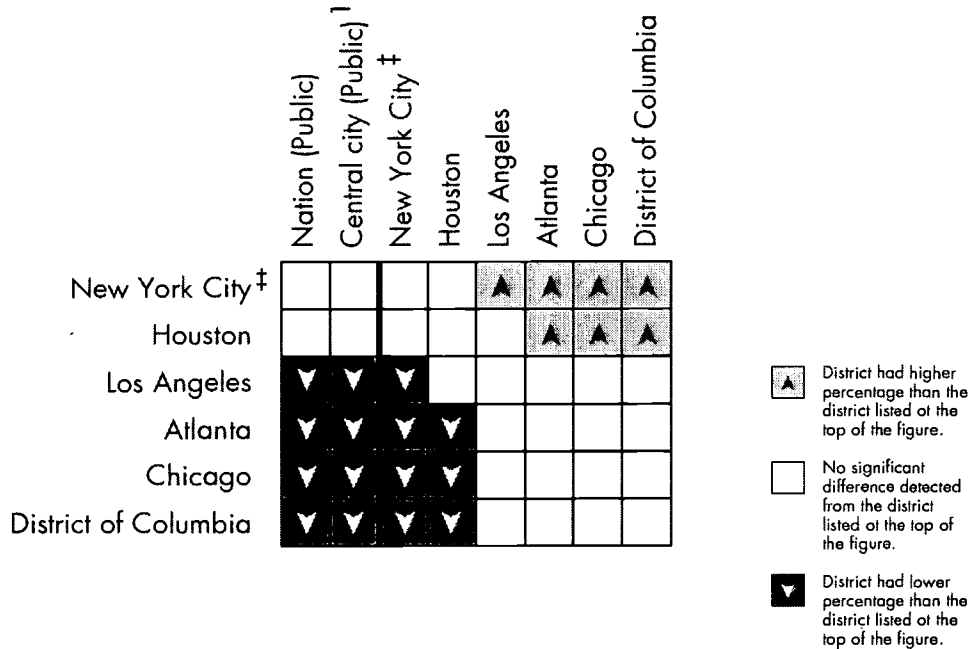 Nation (Public)
Central city (Public) 1
New York City ‡
Houston
Los Angeles
Atlanta
Chicago
District of Columbia
New York City ‡
Houston
Los Angeles
Atlanta
Chicago
District of Columbia
District had higher
percentage than the
district listed at the
top of the figure.
No significant
difference detected
from the district
listed at the top of
the figure.
District had lower
percentage than the
district listed at the
top of the figure.